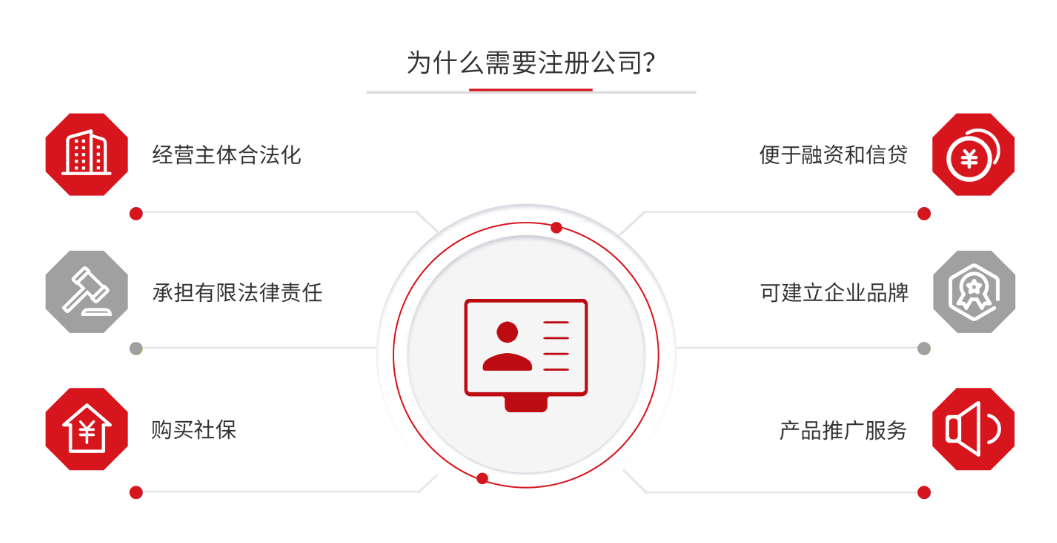 为什么需要注册公司?
经营主体合法化
便于融资和信贷
承担有限法律责任
可建立企业品牌
购买社保
产品推广服务